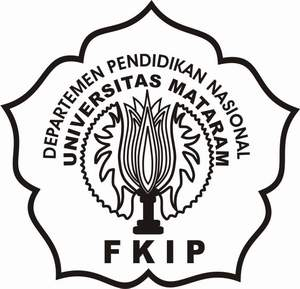 DEPARTEMEN PENDIDIKAN NASIONAL
UNIVERSITAS MATARAM
FKIP